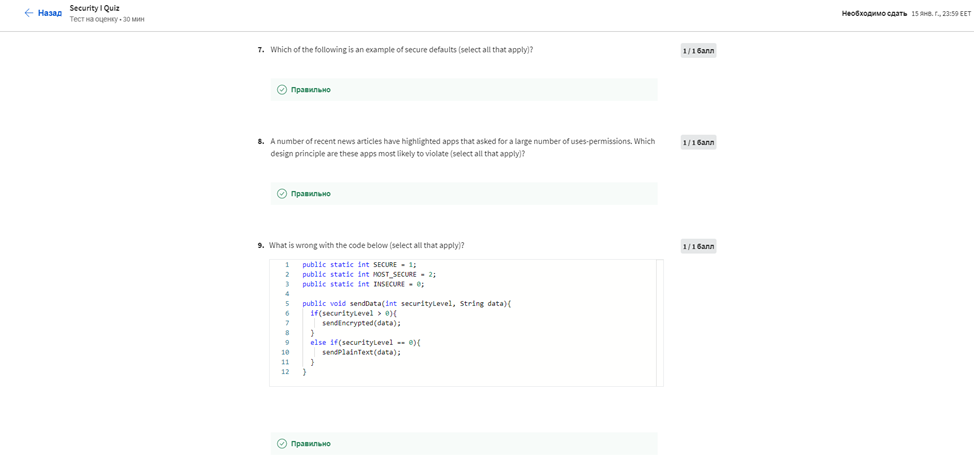 Назад
Security I Quiz
Тест на оценку • 30 мин
Необходимо сдать 15 янв. г., 23:59 EET
7. Which of the following is an example of secure defaults (select all that apply)?
1 / 1 балл
Правильно
8. A number of recent news articles have highlighted apps that asked for a large number of uses-permissions. Which
design principle are these apps most likely to violate (select all that apply)?
1 / 1 балл
Правильно
9. What is wrong with the code below (select all that apply)?
1 / 1 балл
1 public static int SECURE = 1;
2 public static int MOST_SECURE = 2;
3 public static int INSECURE = 0;
4
5 public void sendData(int securityLevel, String data){
6 if(securityLevel > 0){
7 sendEncrypted(data);
8 }
9 else if(securityLevel == 0){
10 sendPlainText(data);
11 }
12 }
Правильно